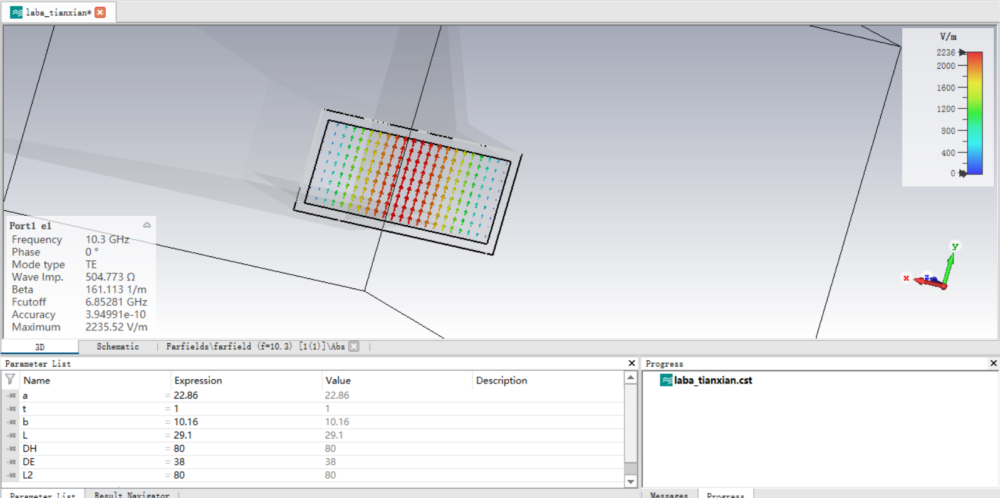 laba_tianxian*
V/m
2236
2000
1600
1200
800
400
0
Port1 e1
Frequency 10.3 GHz
Phase 0 °
Mode type TE
Wave Imp. 504.773 Ω
Beta 161.113 1/m
Fcutoff 6.85281 GHz
Accuracy 3.94991e-10
Maximum 2235.52 V/m
y
x z
3D Schematic Farfields\farfield (f=10.3) [1(1)]\Abs
Parameter List
Name Expression Value Description
a = 22.86 22.86
t = 1 1
b = 10.16 10.16
L = 29.1 29.1
DH = 80 80
DE = 38 38
L2 = 80 80
Parameter List Result Navigator
Progress
laba_tianxian.cst
Messages Progress